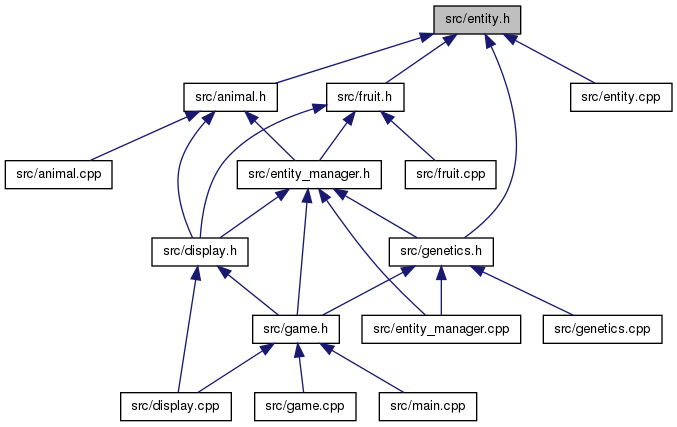 src/entity.h
src/animal.h
src/fruit.h
src/entity.cpp
src/animal.cpp
src/entity_manager.h
src/fruit.cpp
src/display.h
src/genetics.h
src/game.h
src/entity_manager.cpp
src/genetics.cpp
src/display.cpp
src/game.cpp
src/main.cpp